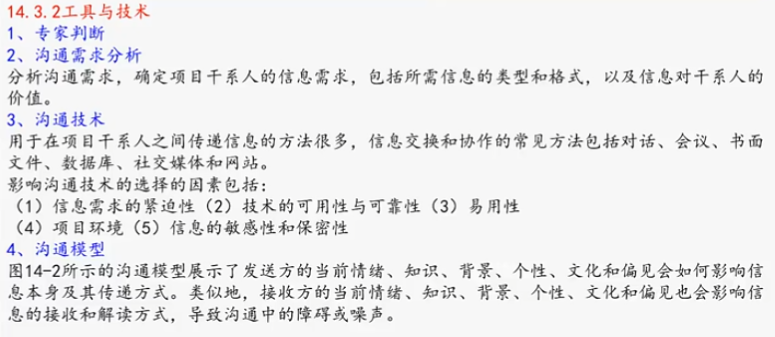 14.3.2工具与技术
1、专家判断
2、沟通需求分析
分析沟通需求，确定项目干系人的信息需求，包括所需信息的类型和格式，以及信息对干系人的
价值。
3、沟通技术
用于在项目干系人之间传递信息的方法很多，信息交换和协作的常见方法包括对话、会议、书面
文件、数据库、社交媒体和网站。
影响沟通技术的选择的因素包括：
（1）信息需求的紧迫性（2）技术的可用性与可靠性（3）易用性
（4）项目环境（5）信息的敏感性和保密性
4、沟通模型
图14-2所示的沟通模型展示了发送方的当前情绪、知识、背景、个性、文化和偏见会如何影响信
息本身及其传递方式。类似地，接收方的当前情绪、知识、背景、个性、文化和偏见也会影响信
息的接收和解读方式，导致沟通中的障碍或噪声。